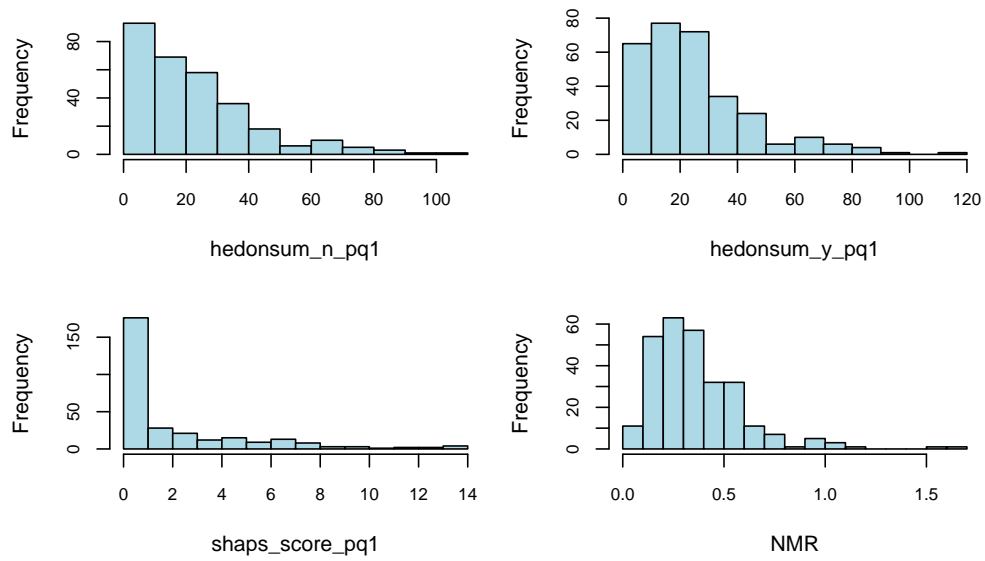 Frequency
0 40 80
0 20 40 60 80 100
hedonsum_n_pq1
Frequency
0 20 40 60 80
0 20 40 60 80 100 120
hedonsum_y_pq1
Frequency
0 50 150
0 2 4 6 8 10 12 14
shaps_score_pq1
Frequency
0 20 40 60
0.0 0.5 1.0 1.5
NMR